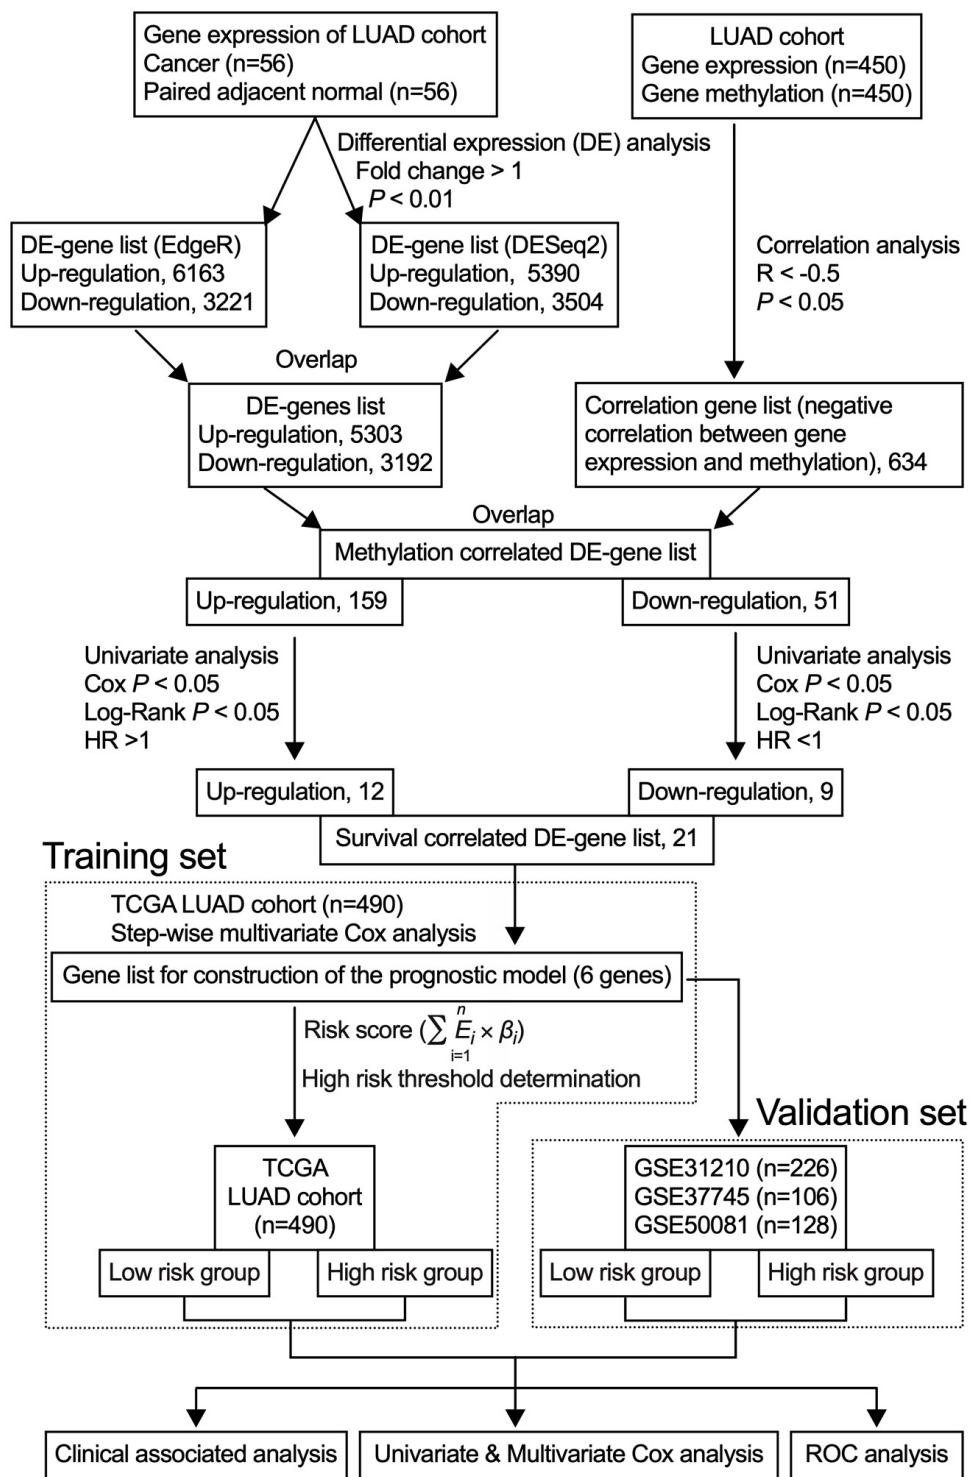 Gene expression of LUAD cohort
Cancer (n=56)
Paired adjacent normal (n=56)
LUAD cohort
Gene expression (n=450)
Gene methylation (n=450)
Differential expression (DE) analysis
Fold change > 1
P < 0.01
DE-gene list (EdgeR)
Up-regulation, 6163
Down-regulation, 3221
DE-gene list (DESeq2)
Up-regulation, 5390
Down-regulation, 3504
Correlation analysis
R < -0.5
P < 0.05
Overlap
DE-genes list
Up-regulation, 5303
Down-regulation, 3192
Correlation gene list (negative
correlation between gene
expression and methylation), 634
Overlap
Methylation correlated DE-gene list
Up-regulation, 159
Down-regulation, 51
Univariate analysis
Cox P < 0.05
Log-Rank P < 0.05
HR >1
Univariate analysis
Cox P < 0.05
Log-Rank P < 0.05
HR <1
Up-regulation, 12
Down-regulation, 9
Survival correlated DE-gene list, 21
Training set
TCGA LUAD cohort (n=490)
Step-wise multivariate Cox analysis
Gene list for construction of the prognostic model (6 genes)
Risk score (∑ⁿᵢ₌₁ Eᵢ × βᵢ)
High risk threshold determination
Validation set
TCGA
LUAD cohort
(n=490)
Low risk group
High risk group
GSE31210 (n=226)
GSE37745 (n=106)
GSE50081 (n=128)
Low risk group
High risk group
Clinical associated analysis
Univariate & Multivariate Cox analysis
ROC analysis